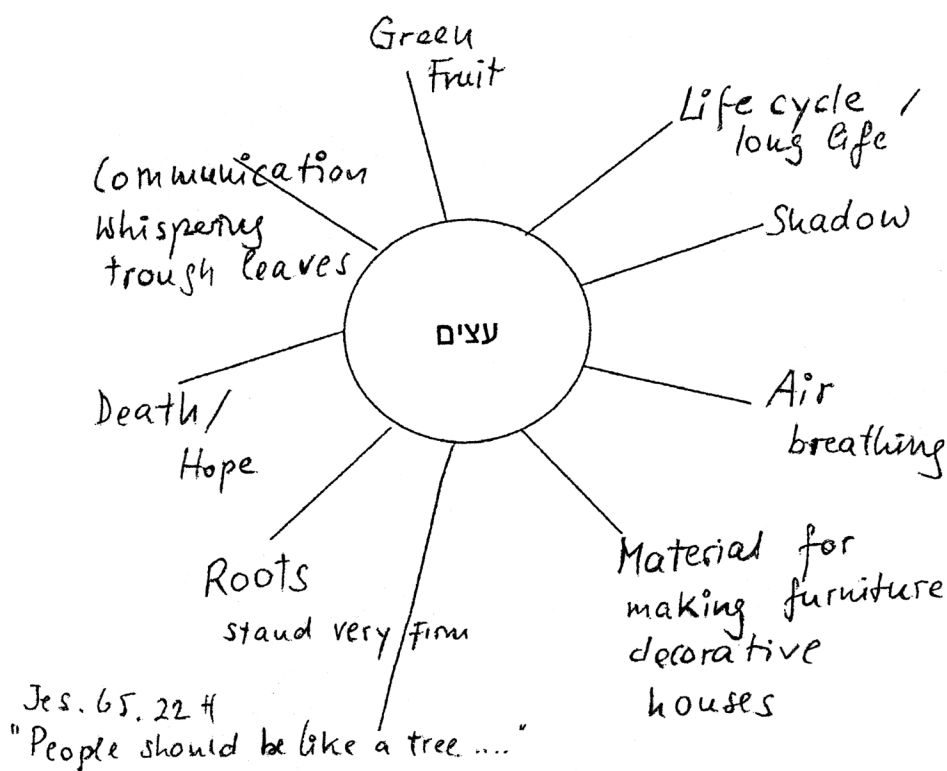 Green
Fruit
Life cycle /
long life
Shadow
Air
breathing
Material for
making furniture
decorative
houses
Jes. 65. 22 ff
"People should be like a tree ...."
Roots
stand very firm
Death/
Hope
Communication
whispering
trough leaves
עצים